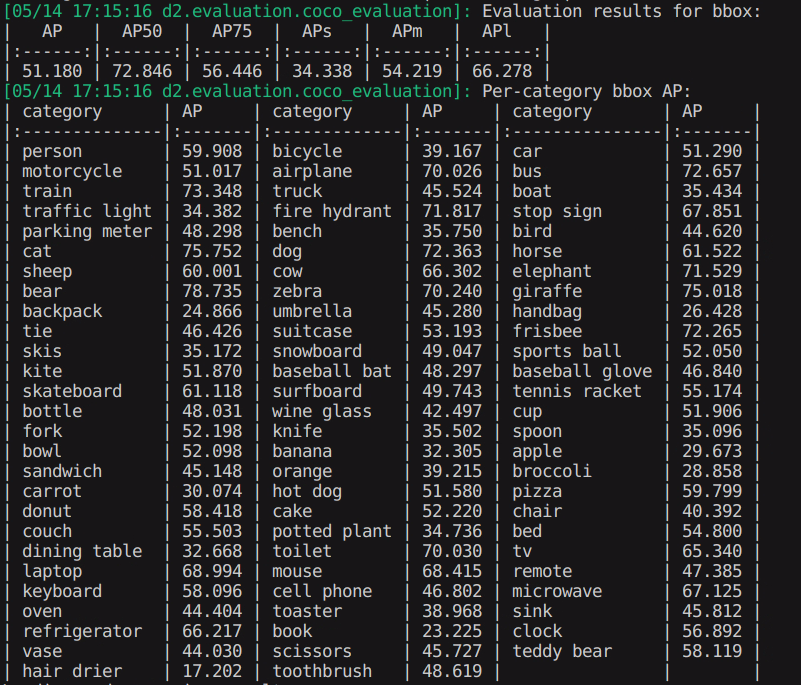 [05/14 17:15:16 d2.evaluation.coco_evaluation]: Evaluation results for bbox:
| AP | AP50 | AP75 | APs | APm | APl |
|:------:|:------:|:------:|:------:|:------:|:------:|
| 51.180 | 72.846 | 56.446 | 34.338 | 54.219 | 66.278 |
[05/14 17:15:16 d2.evaluation.coco_evaluation]: Per-category bbox AP:
| category | AP | category | AP | category | AP |
|:--------------|:-------|:-------------|:-------|:---------------|:-------|
| person | 59.908 | bicycle | 39.167 | car | 51.290 |
| motorcycle | 51.017 | airplane | 70.026 | bus | 72.657 |
| train | 73.348 | truck | 45.524 | boat | 35.434 |
| traffic light | 34.382 | fire hydrant | 71.817 | stop sign | 67.851 |
| parking meter | 48.298 | bench | 35.750 | bird | 44.620 |
| cat | 75.752 | dog | 72.363 | horse | 61.522 |
| sheep | 60.001 | cow | 66.302 | elephant | 71.529 |
| bear | 78.735 | zebra | 70.240 | giraffe | 75.018 |
| backpack | 24.866 | umbrella | 45.280 | handbag | 26.428 |
| tie | 46.426 | suitcase | 53.193 | frisbee | 72.265 |
| skis | 35.172 | snowboard | 49.047 | sports ball | 52.050 |
| kite | 51.870 | baseball bat | 48.297 | baseball glove | 46.840 |
| skateboard | 61.118 | surfboard | 49.743 | tennis racket | 55.174 |
| bottle | 48.031 | wine glass | 42.497 | cup | 51.906 |
| fork | 52.198 | knife | 35.502 | spoon | 35.096 |
| bowl | 52.098 | banana | 32.305 | apple | 29.673 |
| sandwich | 45.148 | orange | 39.215 | broccoli | 28.858 |
| carrot | 30.074 | hot dog | 51.580 | pizza | 59.799 |
| donut | 58.418 | cake | 52.220 | chair | 40.392 |
| couch | 55.503 | potted plant | 34.736 | bed | 54.800 |
| dining table | 32.668 | toilet | 70.030 | tv | 65.340 |
| laptop | 68.994 | mouse | 68.415 | remote | 47.385 |
| keyboard | 58.096 | cell phone | 46.802 | microwave | 67.125 |
| oven | 44.404 | toaster | 38.968 | sink | 45.812 |
| refrigerator | 66.217 | book | 23.225 | clock | 56.892 |
| vase | 44.030 | scissors | 45.727 | teddy bear | 58.119 |
| hair drier | 17.202 | toothbrush | 48.619 | | |